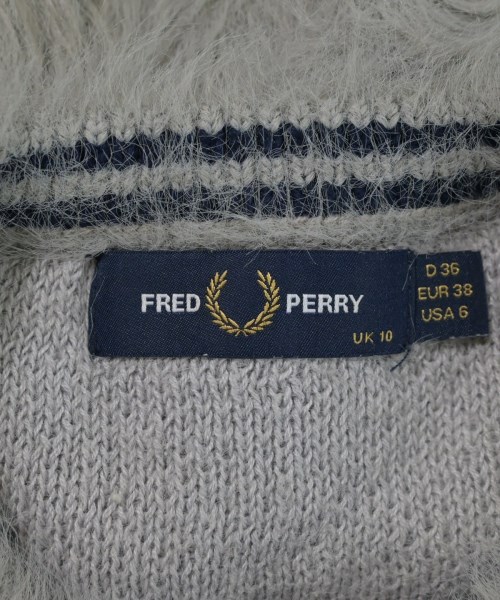 FRED PERRY
UK 10
D 36
EUR 38
USA 6